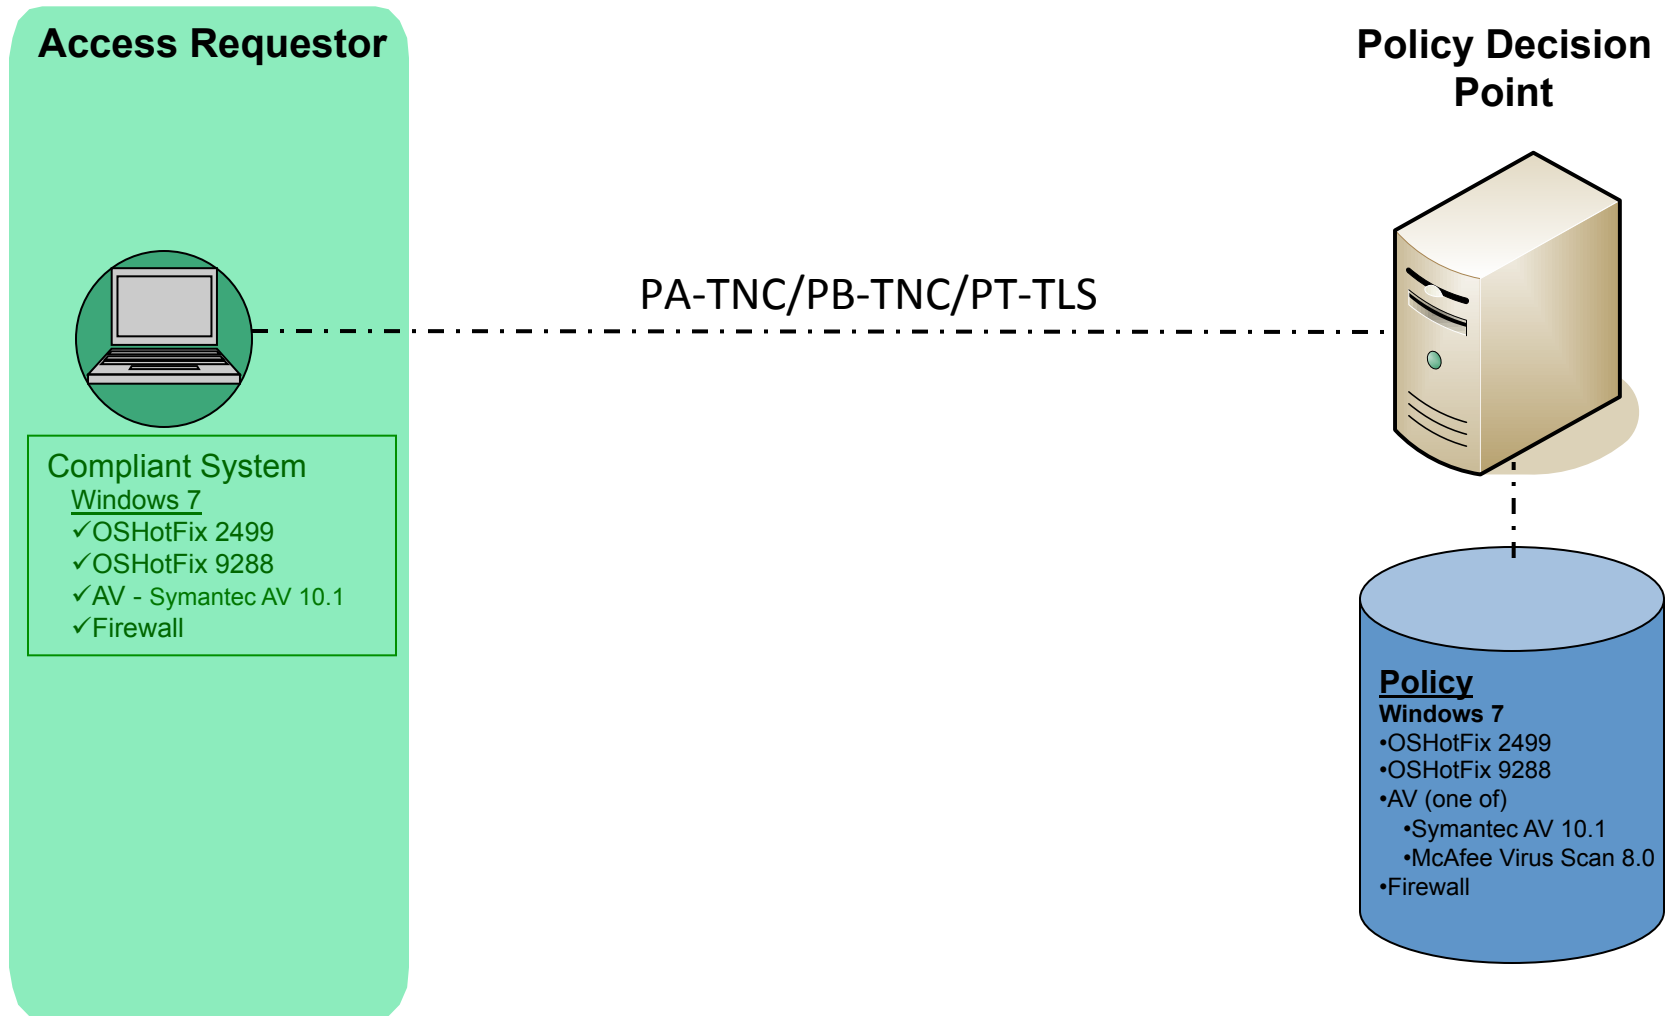 Access Requestor
Compliant System
Windows 7
✓OSHotFix 2499
✓OSHotFix 9288
✓AV - Symantec AV 10.1
✓Firewall
PA-TNC/PB-TNC/PT-TLS
Policy Decision
Point
Policy
Windows 7
•OSHotFix 2499
•OSHotFix 9288
•AV (one of)
•Symantec AV 10.1
•McAfee Virus Scan 8.0
•Firewall